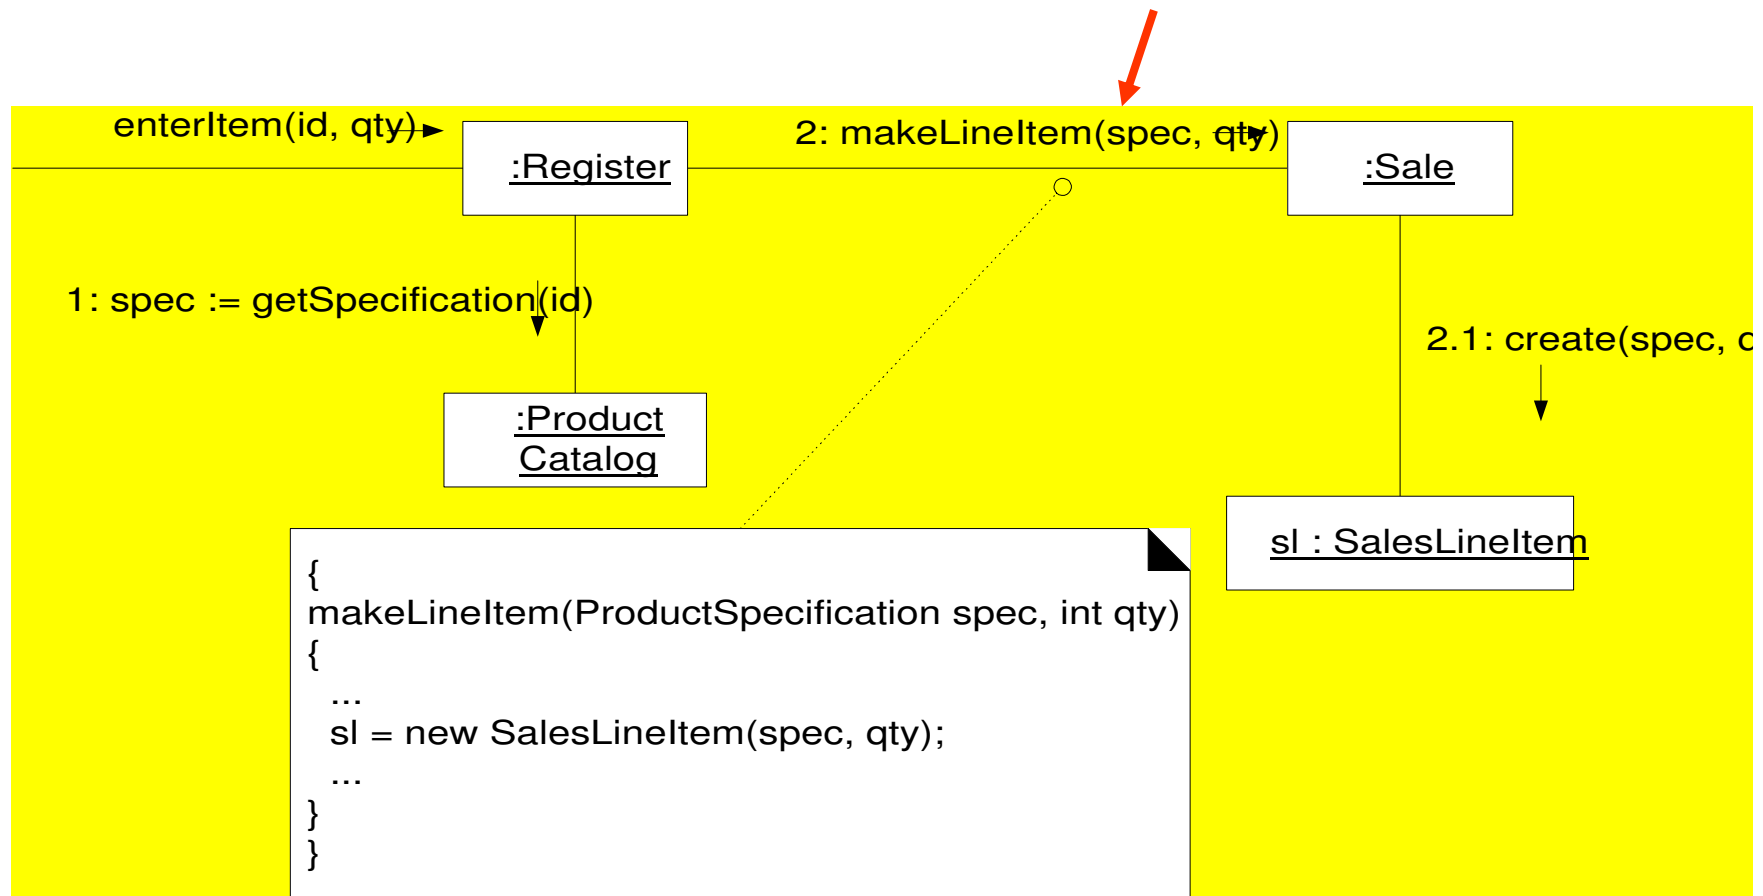 enterItem(id, qty)
2: makeLineItem(spec, qty)
:Register
:Sale
1: spec := getSpecification(id)
2.1: create(spec,
:Product
Catalog
sl : SalesLineItem
{
makeLineItem(ProductSpecification spec, int qty)
{
...
sl = new SalesLineItem(spec, qty);
...
}
}